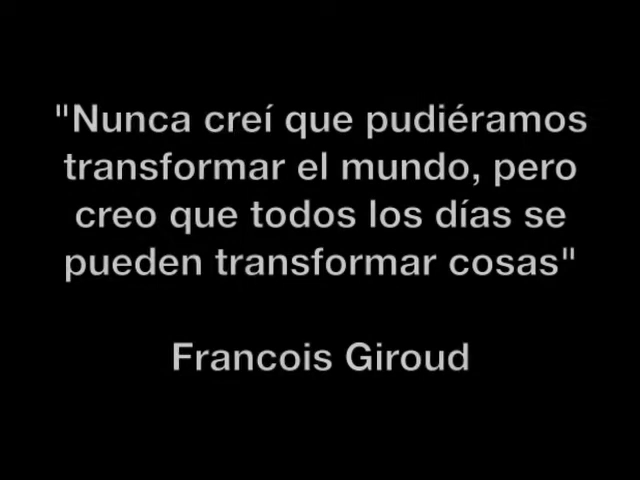 "Nunca creí que pudiéramos
transformar el mundo, pero
creo que todos los días se
pueden transformar cosas"
Francois Giroud